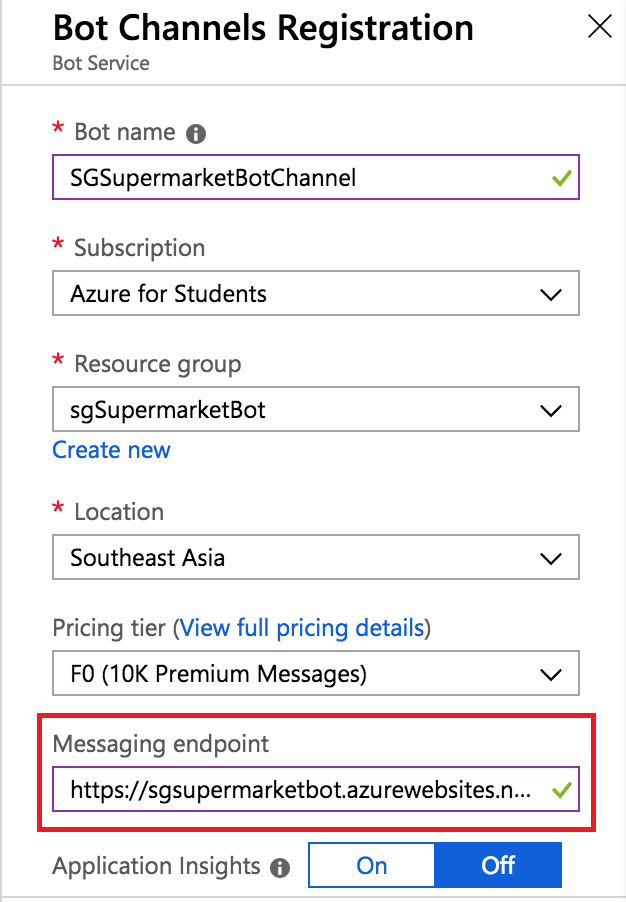 Bot Channels Registration
Bot Service
* Bot name
SGSupermarketBotChannel
* Subscription
Azure for Students
* Resource group
sgSupermarketBot
Create new
* Location
Southeast Asia
Pricing tier (View full pricing details)
F0 (10K Premium Messages)
Messaging endpoint
https://sgsupermarketbot.azurewebsites.n...
Application Insights On Off